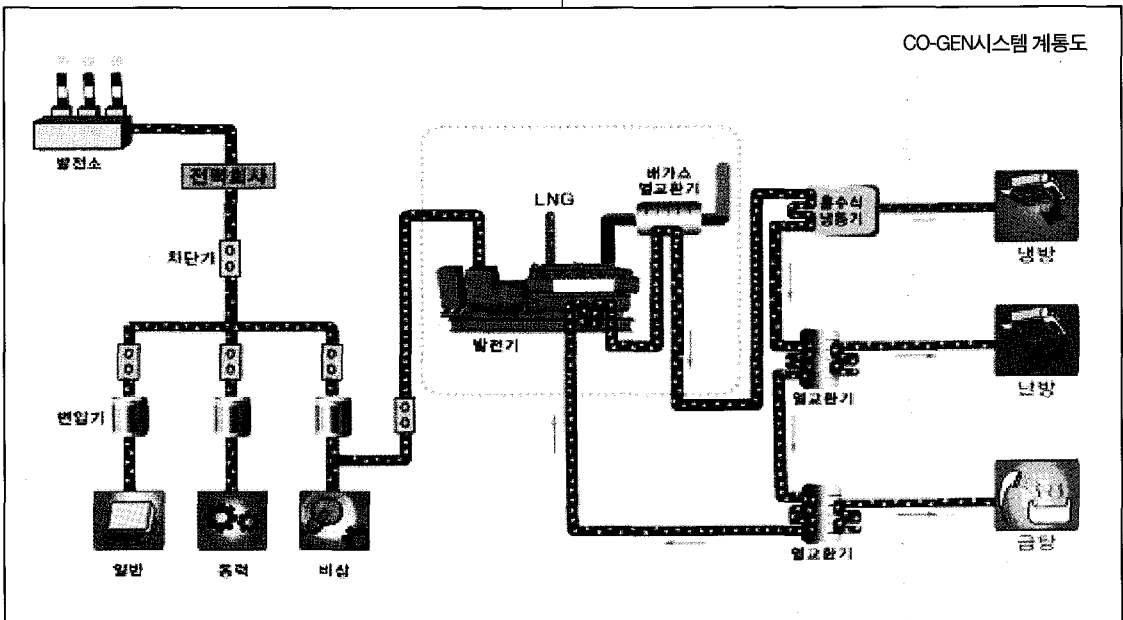 CO-GEN시스템 계통도
발전소
전력회사
차단기
변압기
일반
동력
비상
LNG
발전기
배가스
열교환기
흡수식
냉동기
냉방
난방
열교환기
급탕
열교환기